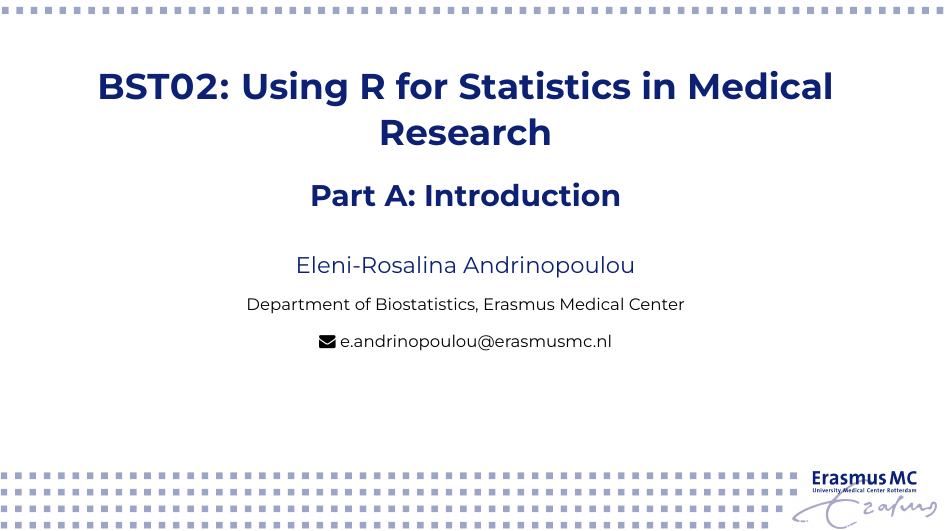 BST02: Using R for Statistics in Medical
Research
Part A: Introduction
Eleni-Rosalina Andrinopoulou
Department of Biostatistics, Erasmus Medical Center
e.andrinopoulou@erasmusmc.nl
Erasmus MC
University Medical Center Rotterdam
Erasmus